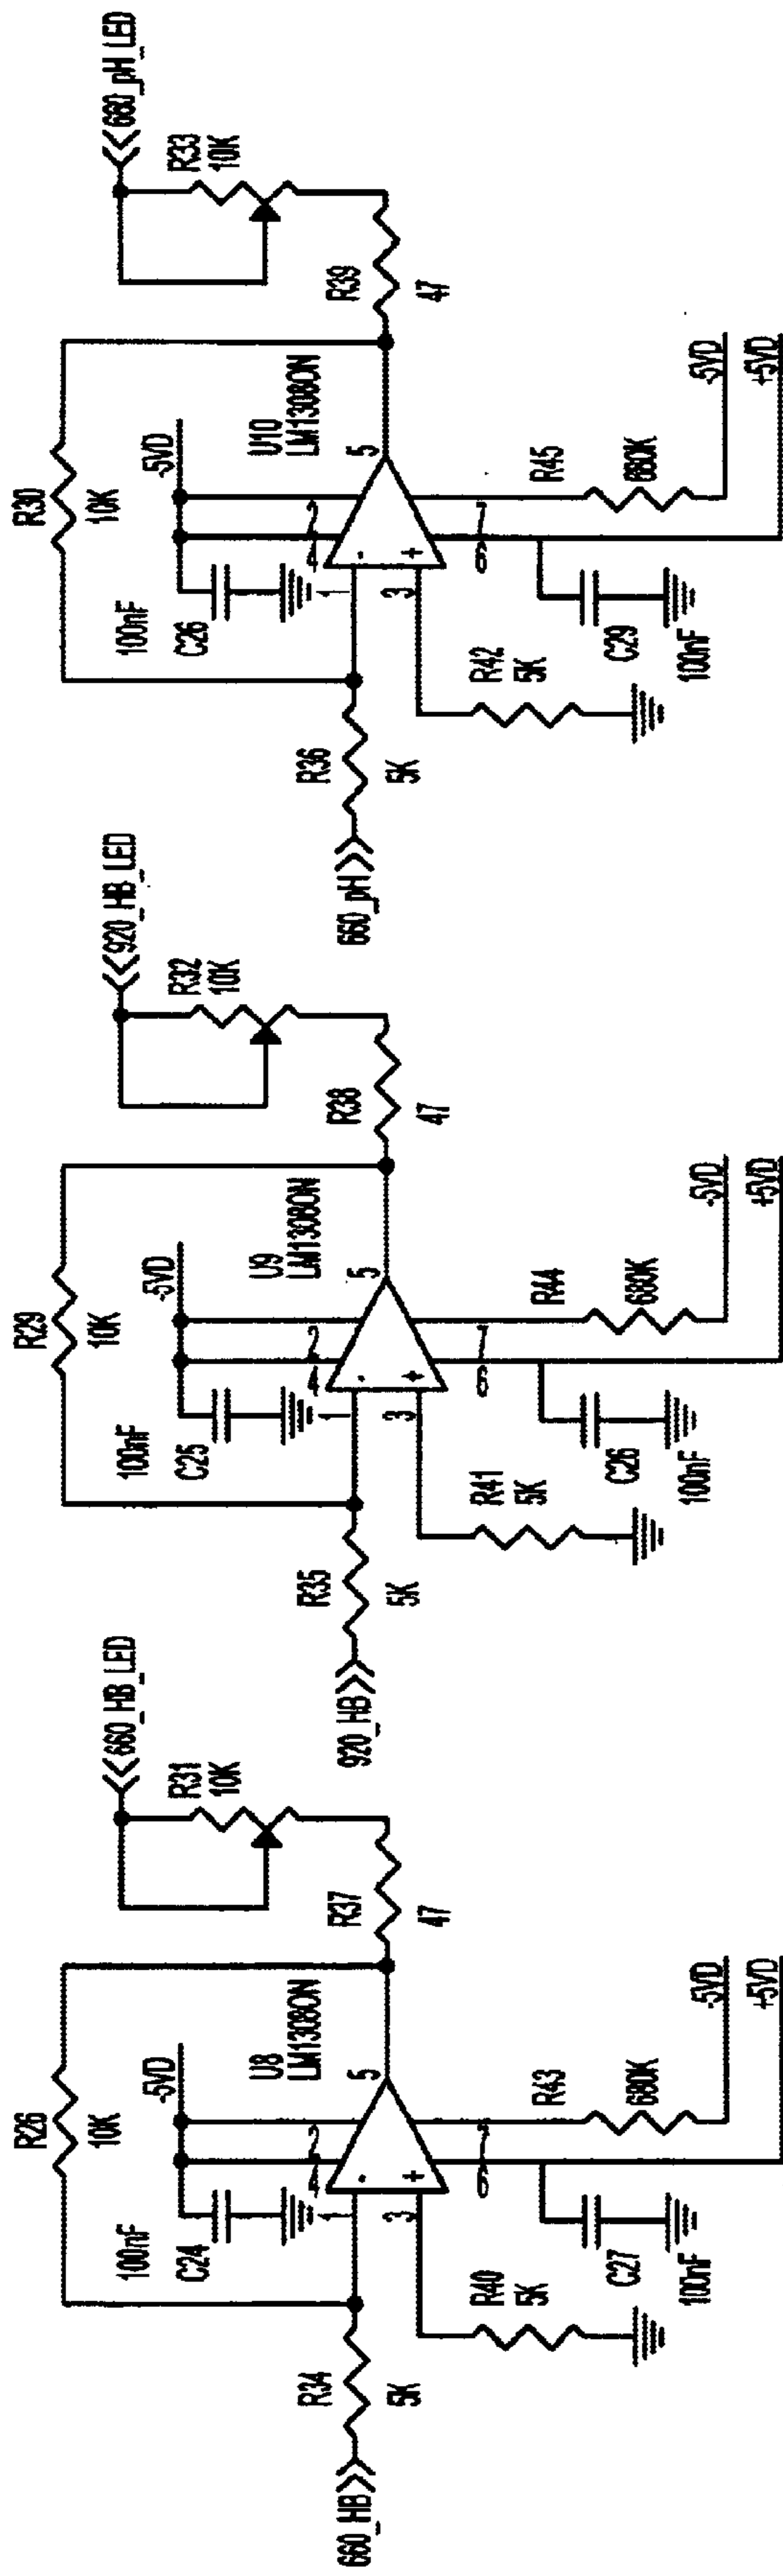 R26
10K
100nF
C24
-5VD
U8
LM13080N
660_HB_LED
R31
10K
R37
47
5
2
4
1
-
+
3
7
6
660_HB
R34
5K
R40
5K
C27
100nF
R43
680K
-5VD
+5VD
R29
10K
100nF
C25
-5VD
U9
LM13080N
920_HB_LED
R32
10K
R38
47
5
2
4
1
-
+
3
7
6
920_HB
R35
5K
R41
5K
C26
100nF
R44
680K
-5VD
+5VD
R30
10K
100nF
C26
-5VD
U10
LM13080N
660_pH_LED
R33
10K
R39
47
5
2
4
1
-
+
3
7
6
660_pH
R36
5K
R42
5K
C29
100nF
R45
680K
-5VD
+5VD